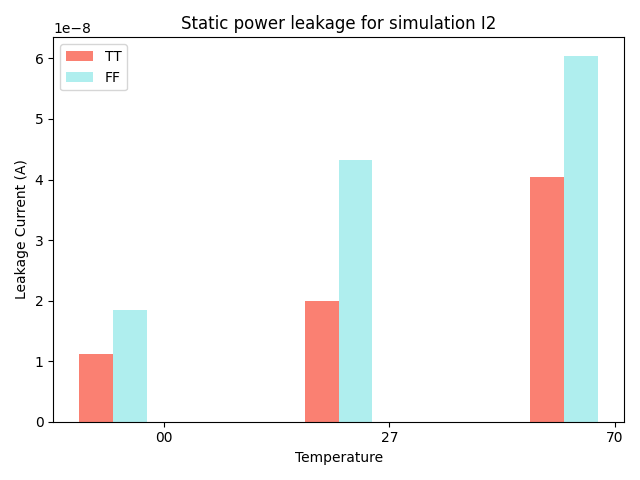 Static power leakage for simulation I2
1e−8
TT
FF
6
5
4
3
2
1
0
Leakage Current (A)
00
27
70
Temperature